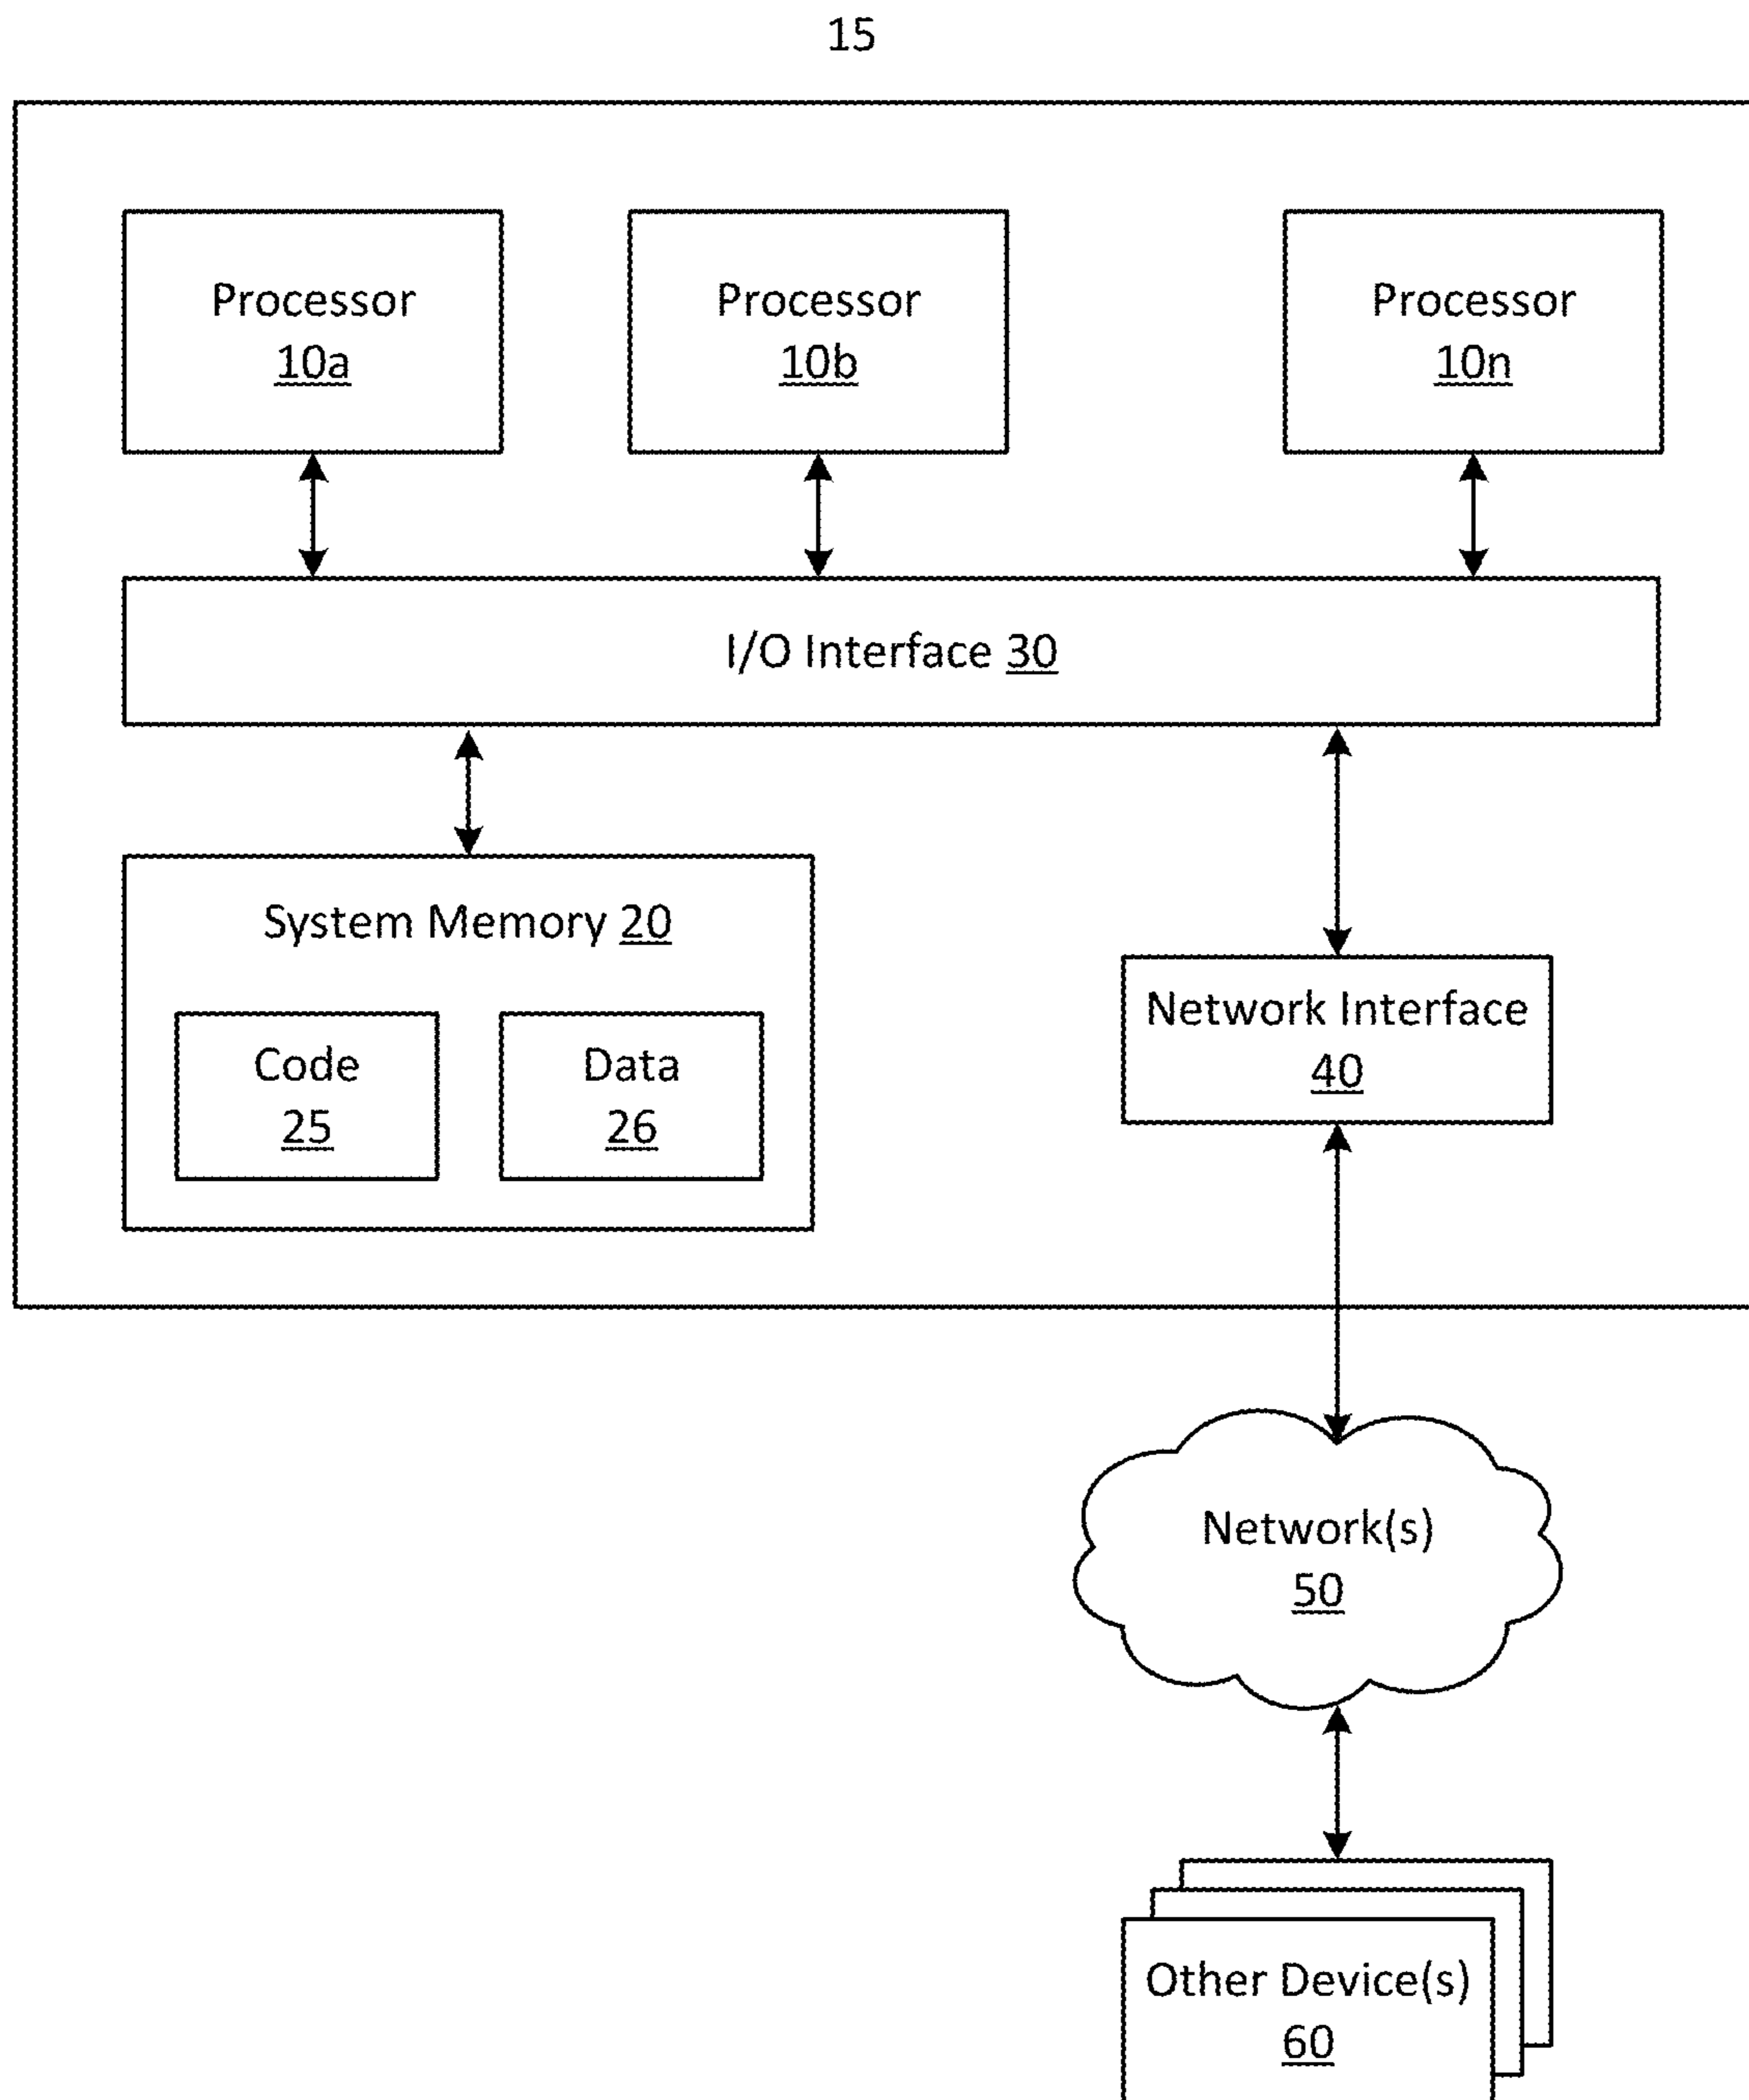 15
Processor
10a
Processor
10b
Processor
10n
I/O Interface 30
System Memory 20
Code
25
Data
26
Network Interface
40
Network(s)
50
Other Device(s)
60